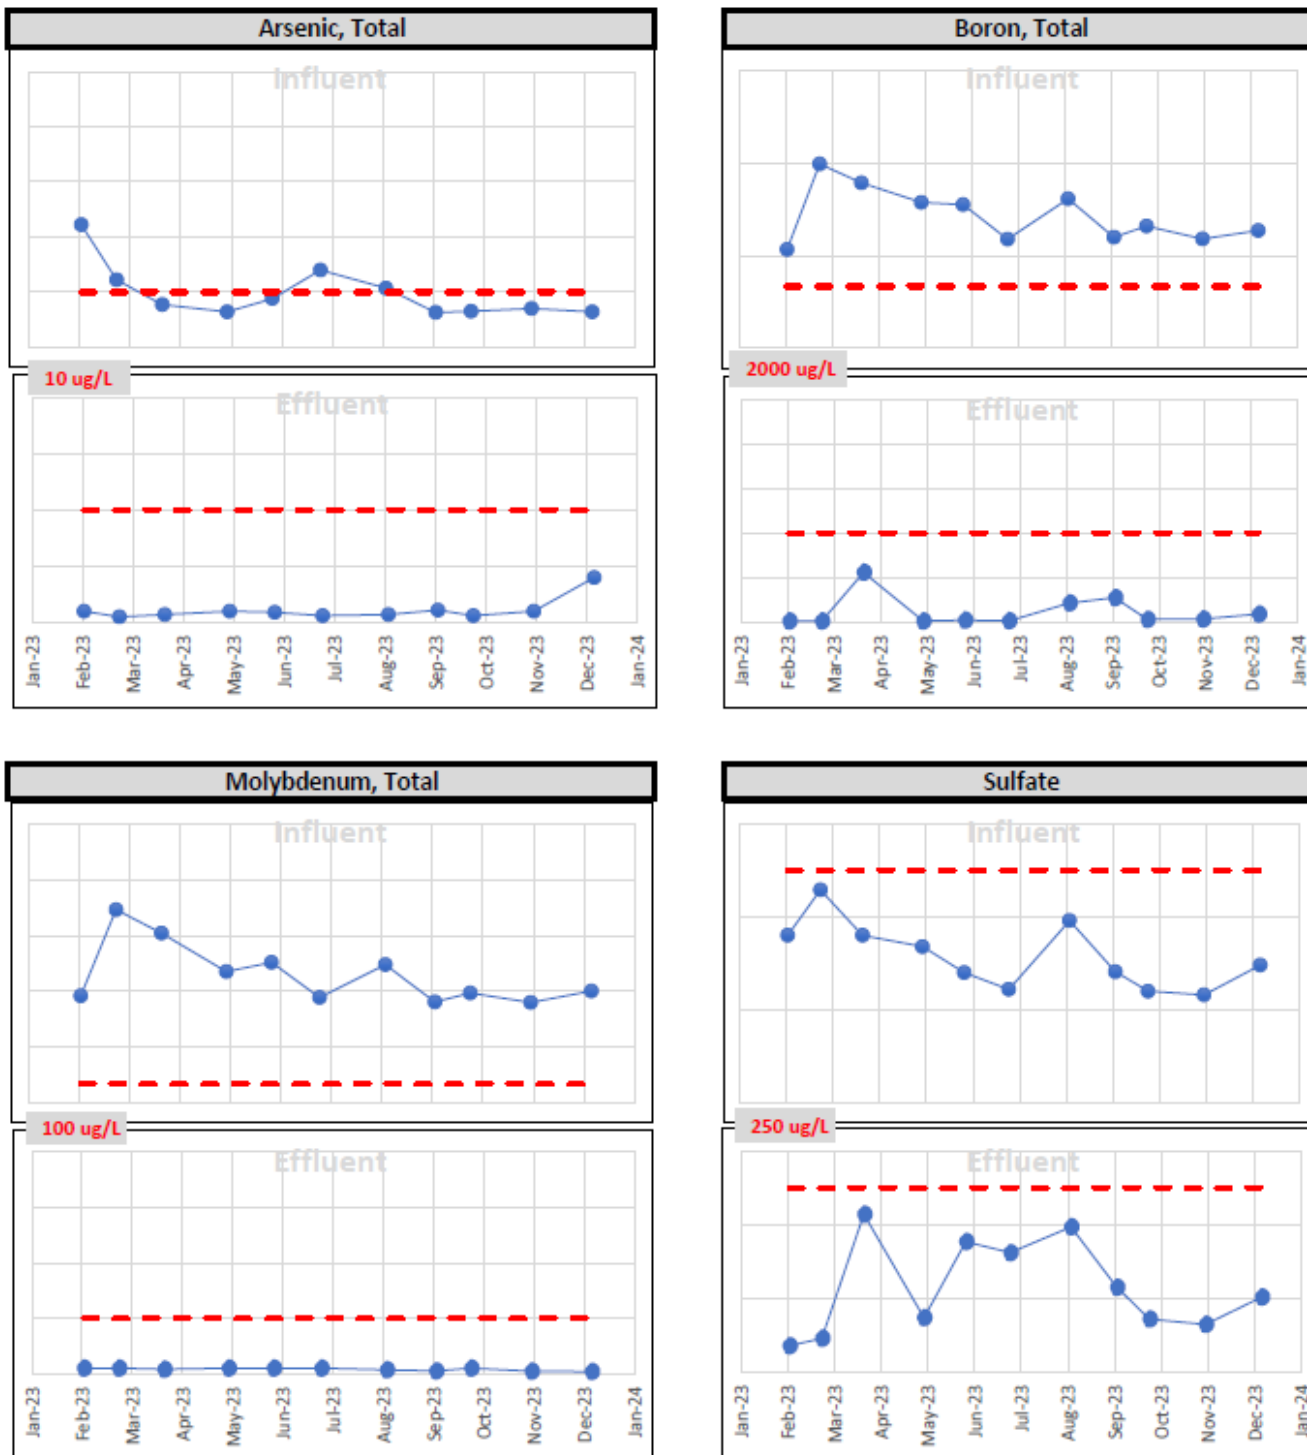 Arsenic, Total
Influent
10 ug/L
Effluent
Jan-23
Feb-23
Mar-23
Apr-23
May-23
Jun-23
Jul-23
Aug-23
Sep-23
Oct-23
Nov-23
Dec-23
Jan-24
Boron, Total
Influent
2000 ug/L
Effluent
Jan-23
Feb-23
Mar-23
Apr-23
May-23
Jun-23
Jul-23
Aug-23
Sep-23
Oct-23
Nov-23
Dec-23
Jan-24
Molybdenum, Total
Influent
100 ug/L
Effluent
Jan-23
Feb-23
Mar-23
Apr-23
May-23
Jun-23
Jul-23
Aug-23
Sep-23
Oct-23
Nov-23
Dec-23
Jan-24
Sulfate
Influent
250 ug/L
Effluent
Jan-23
Feb-23
Mar-23
Apr-23
May-23
Jun-23
Jul-23
Aug-23
Sep-23
Oct-23
Nov-23
Dec-23
Jan-24